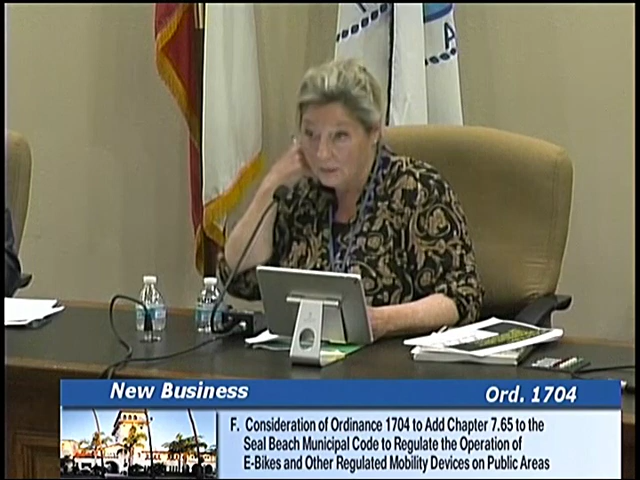 New Business
Ord. 1704
F. Consideration of Ordinance 1704 to Add Chapter 7.65 to the
Seal Beach Municipal Code to Regulate the Operation of
E-Bikes and Other Regulated Mobility Devices on Public Areas